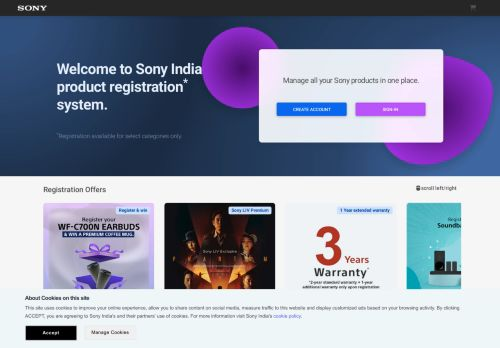 SONY
Welcome to Sony India
product registration*
system.
*Registration available for select categories only.
Manage all your Sony products in one place.
CREATE ACCOUNT
SIGN IN
Registration Offers
scroll left/right
Register & win
Register your
WF-C700N EARBUDS
& WIN A PREMIUM COFFEE MUG.
Sony LIV Premium
Sony LIV Exclusive
1 Year extended warranty
3 Years
Warranty*
*2-year standard warranty + 1-year
additional warranty only upon registration
Register
Soundba
About Cookies on this site
This site uses cookies to improve your online experience, allow you to share content on social media, measure traffic to this website and display customized ads based on your browsing activity. By clicking
ACCEPT, you are agreeing to Sony India's and their partners' use of cookies. For more information visit Sony India's cookie policy.
Accept
Manage Cookies